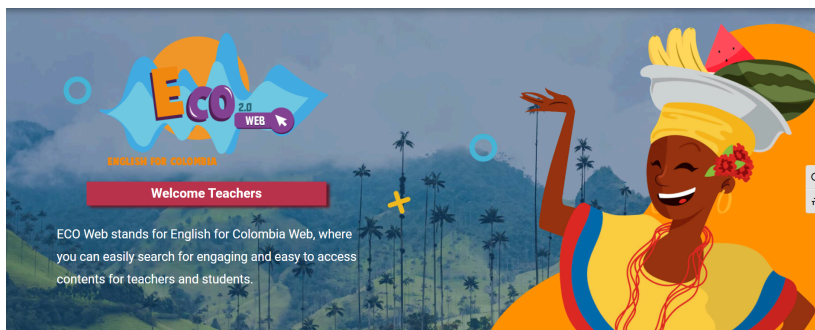 ECO
2.0
WEB
ENGLISH FOR COLOMBIA
Welcome Teachers
ECO Web stands for English for Colombia Web, where
you can easily search for engaging and easy to access
contents for teachers and students.